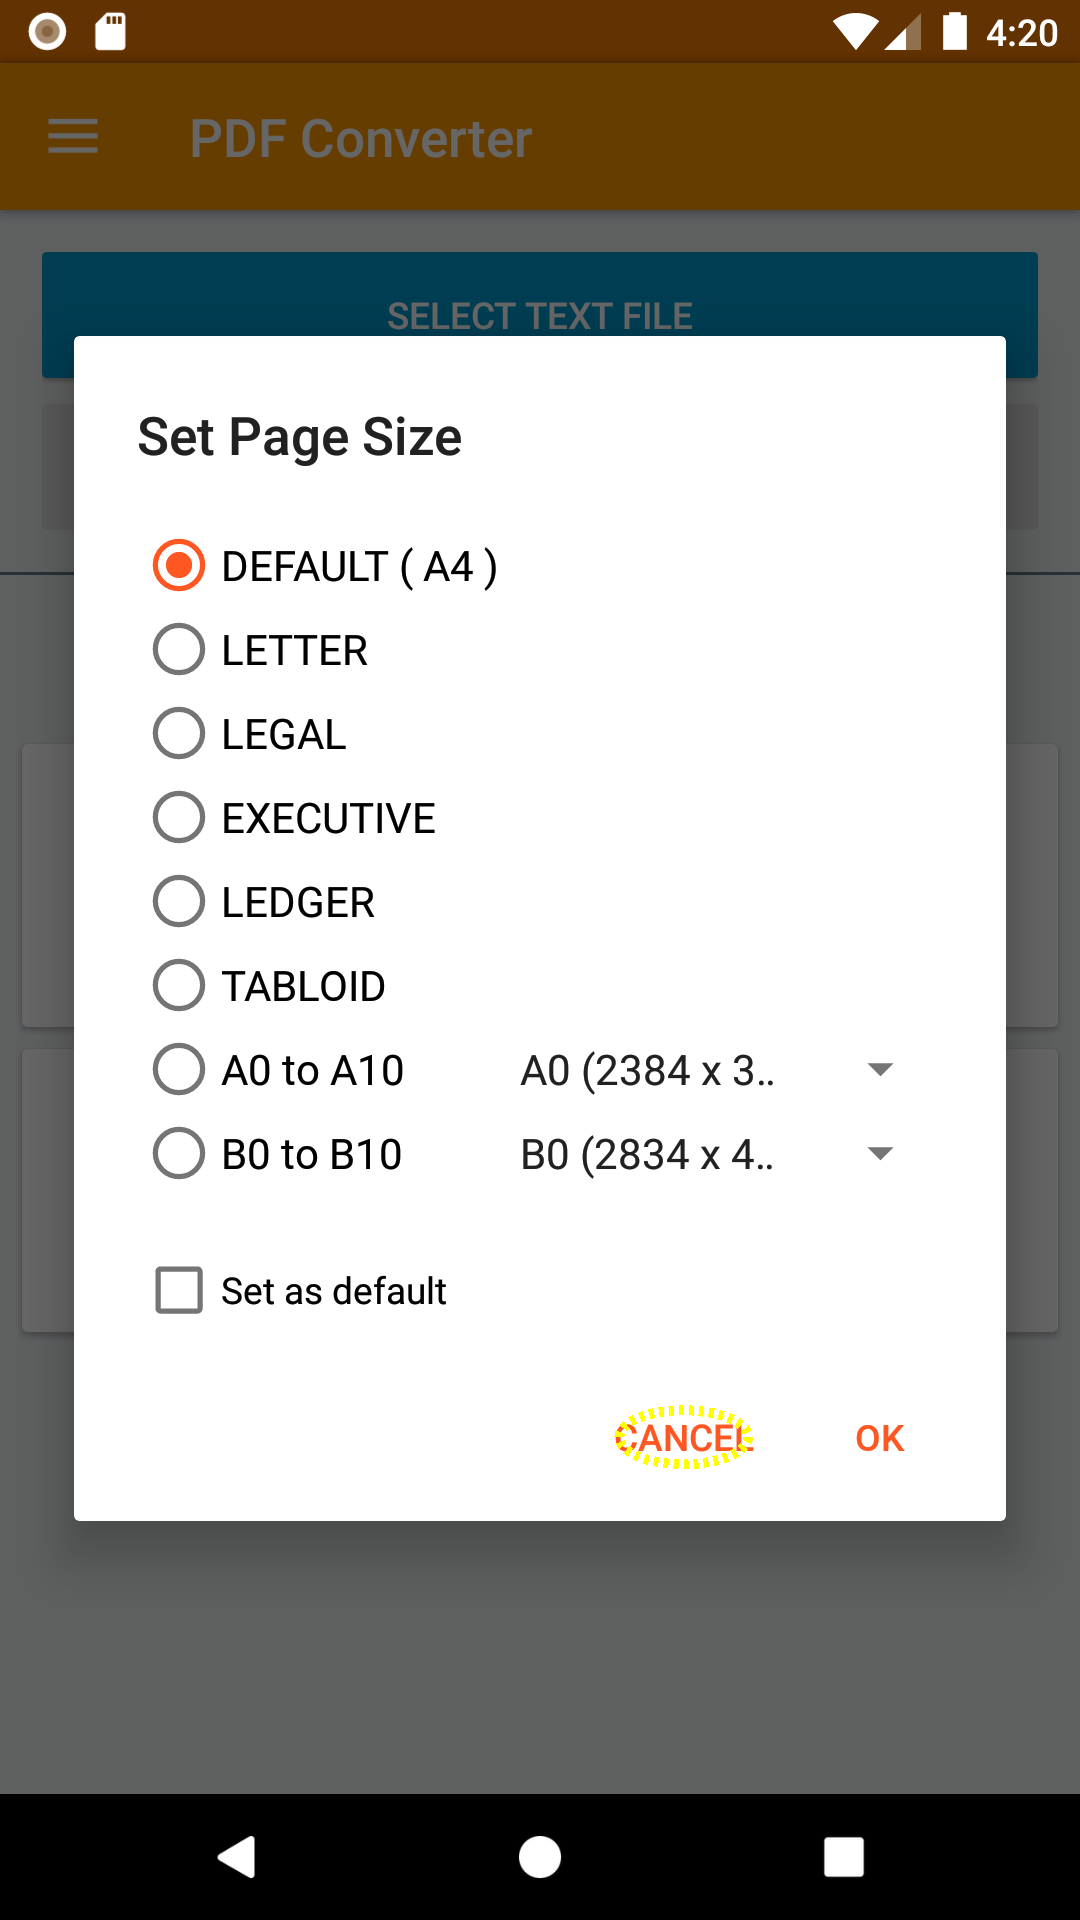 4:20
PDF Converter
SELECT TEXT FILE
Set Page Size
DEFAULT ( A4 )
LETTER
LEGAL
EXECUTIVE
LEDGER
TABLOID
A0 to A10 A0 (2384 x 3..
B0 to B10 B0 (2834 x 4..
Set as default
CANCEL OK